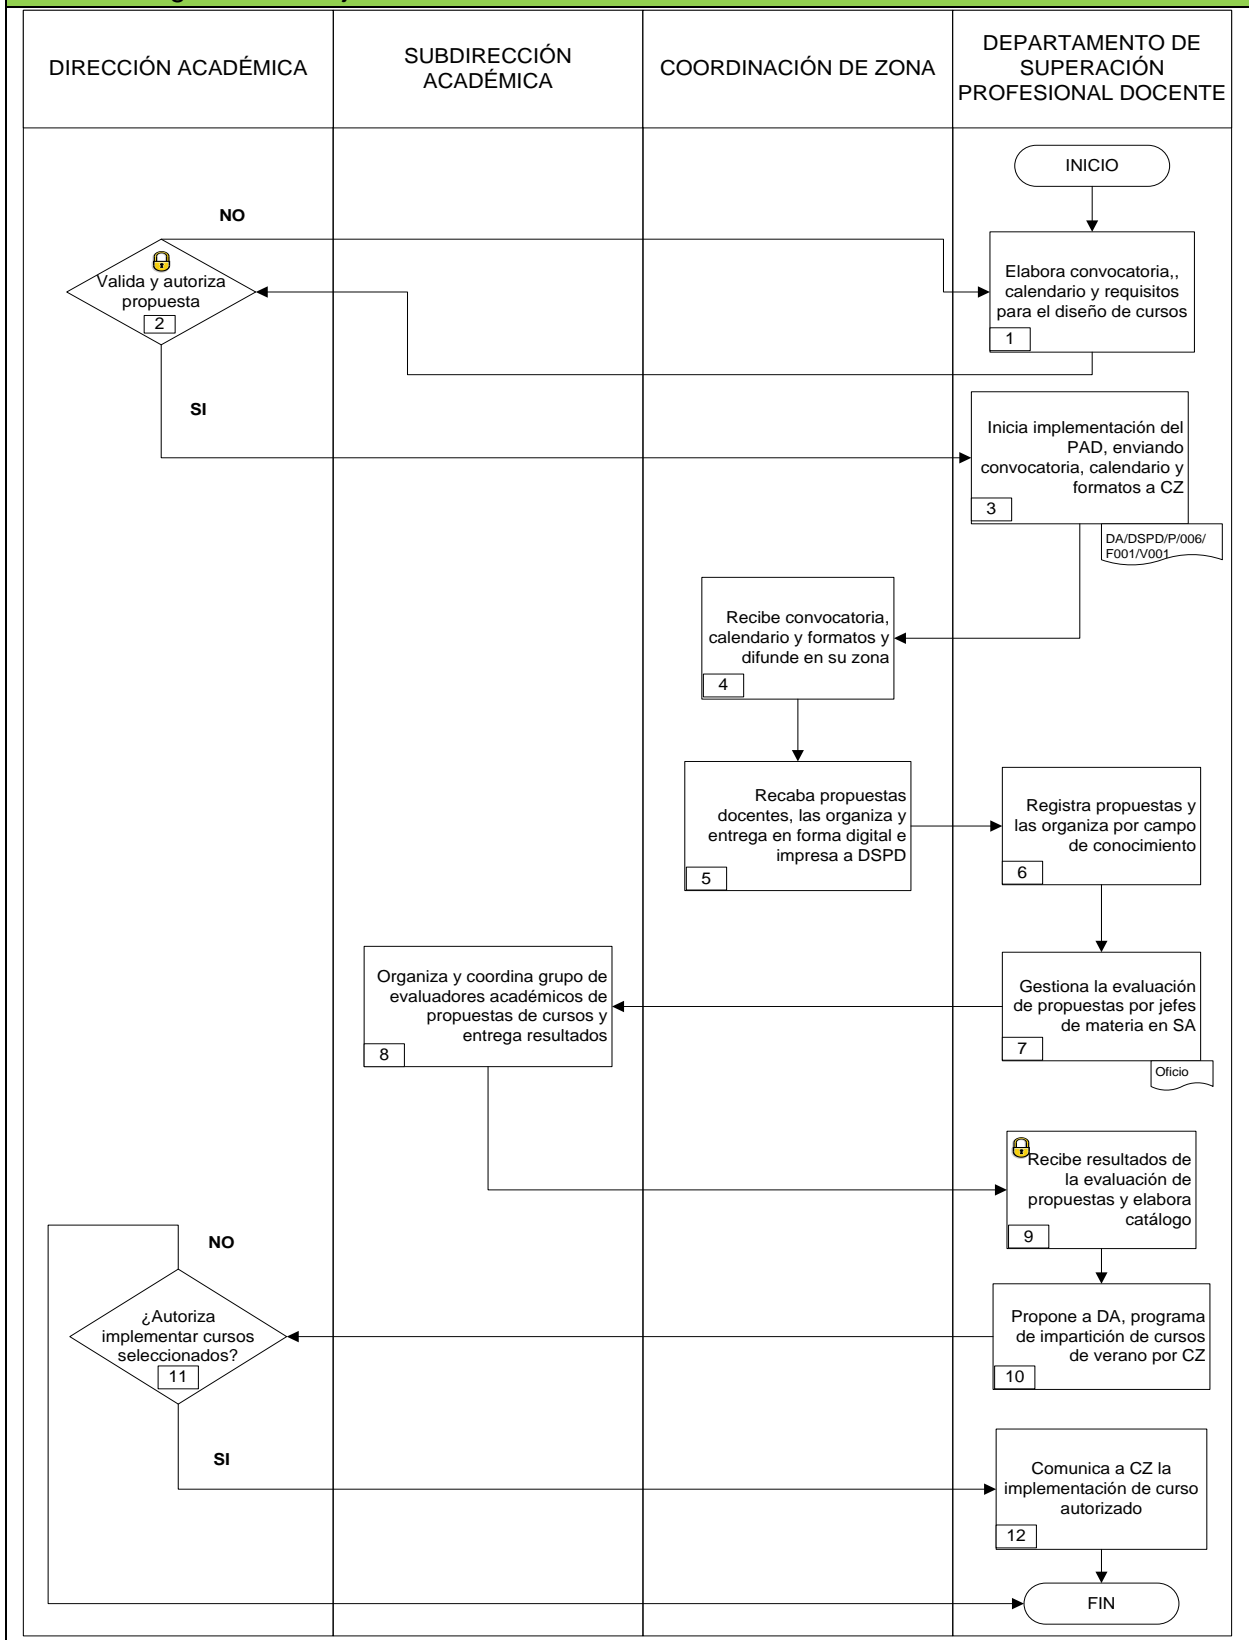 DIRECCIÓN ACADÉMICA
SUBDIRECCIÓN
ACADÉMICA
COORDINACIÓN DE ZONA
DEPARTAMENTO DE
SUPERACIÓN
PROFESIONAL DOCENTE
INICIO
NO
Valida y autoriza
propuesta
2
Elabora convocatoria,,
calendario y requisitos
para el diseño de cursos
1
SI
Inicia implementación del
PAD, enviando
convocatoria, calendario y
formatos a CZ
3
DA/DSPD/P/006/
F001/V001
Recibe convocatoria,
calendario y formatos y
difunde en su zona
4
Recaba propuestas
docentes, las organiza y
entrega en forma digital e
impresa a DSPD
5
Registra propuestas y
las organiza por campo
de conocimiento
6
Organiza y coordina grupo de
evaluadores académicos de
propuestas de cursos y
entrega resultados
8
Gestiona la evaluación
de propuestas por jefes
de materia en SA
7
Oficio
Recibe resultados de
la evaluación de
propuestas y elabora
catálogo
9
NO
¿Autoriza
implementar cursos
seleccionados?
11
Propone a DA, programa
de impartición de cursos
de verano por CZ
10
SI
Comunica a CZ la
implementación de curso
autorizado
12
FIN